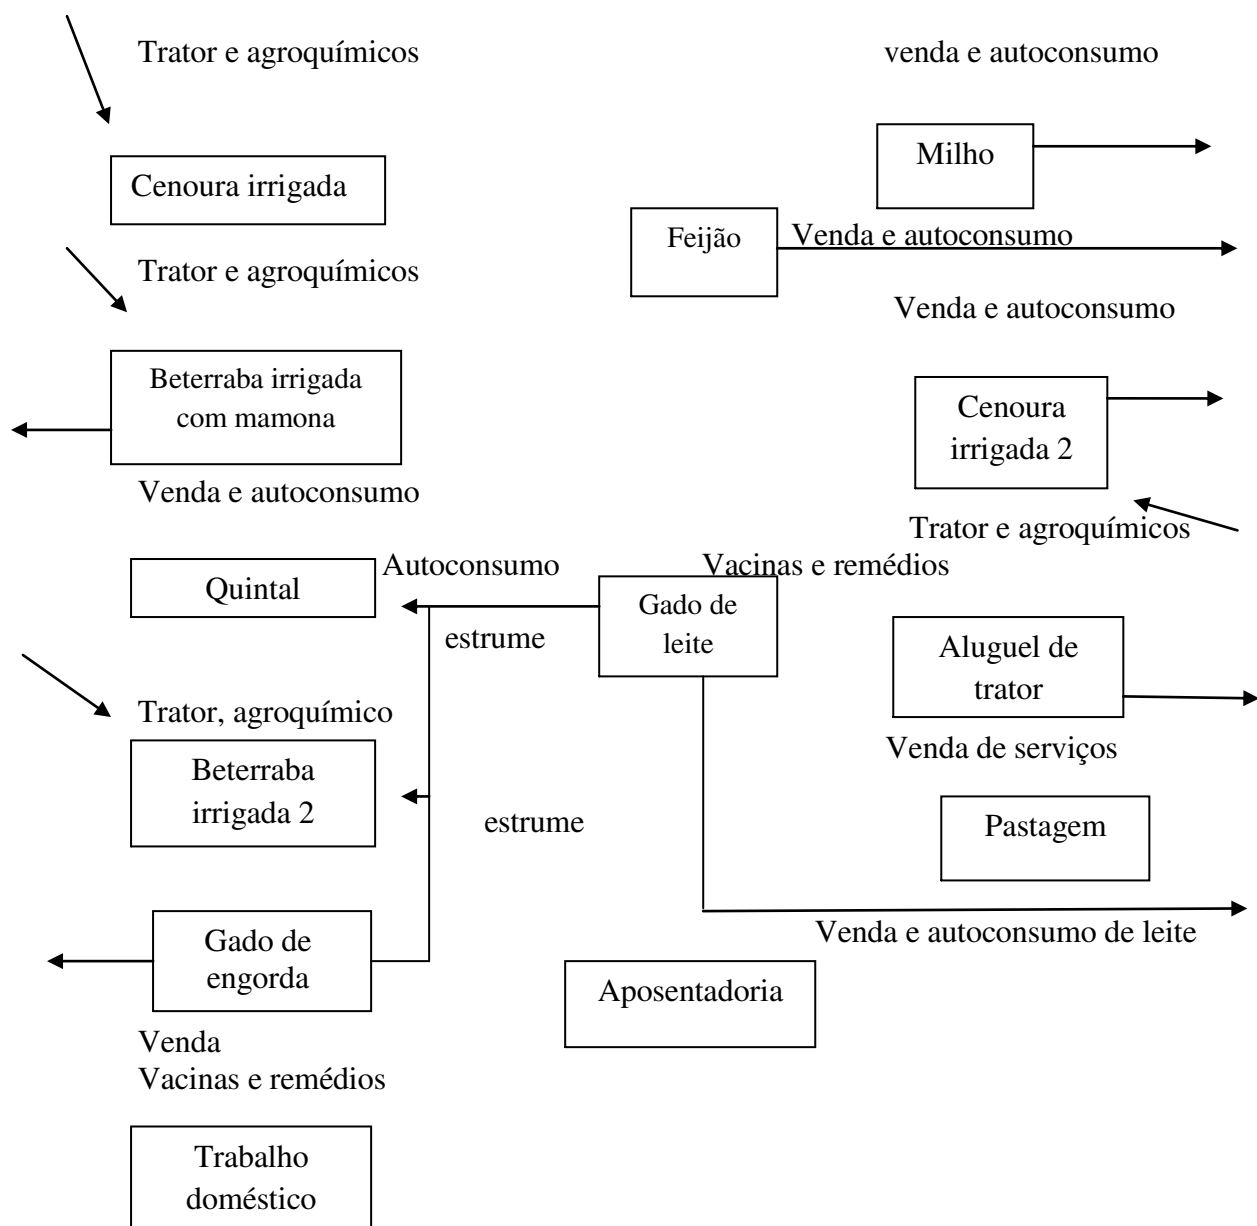 Trator e agroquímicos
venda e autoconsumo
Milho
Cenoura irrigada
Feijão
Venda e autoconsumo
Trator e agroquímicos
Venda e autoconsumo
Beterraba irrigada
com mamona
Cenoura
irrigada 2
Venda e autoconsumo
Trator e agroquímicos
Autoconsumo
Vacinas e remédios
Quintal
Gado de
leite
estrume
Aluguel de
trator
Trator, agroquímico
Venda de serviços
Beterraba
irrigada 2
estrume
Pastagem
Gado de
engorda
Venda e autoconsumo de leite
Aposentadoria
Venda
Vacinas e remédios
Trabalho
doméstico